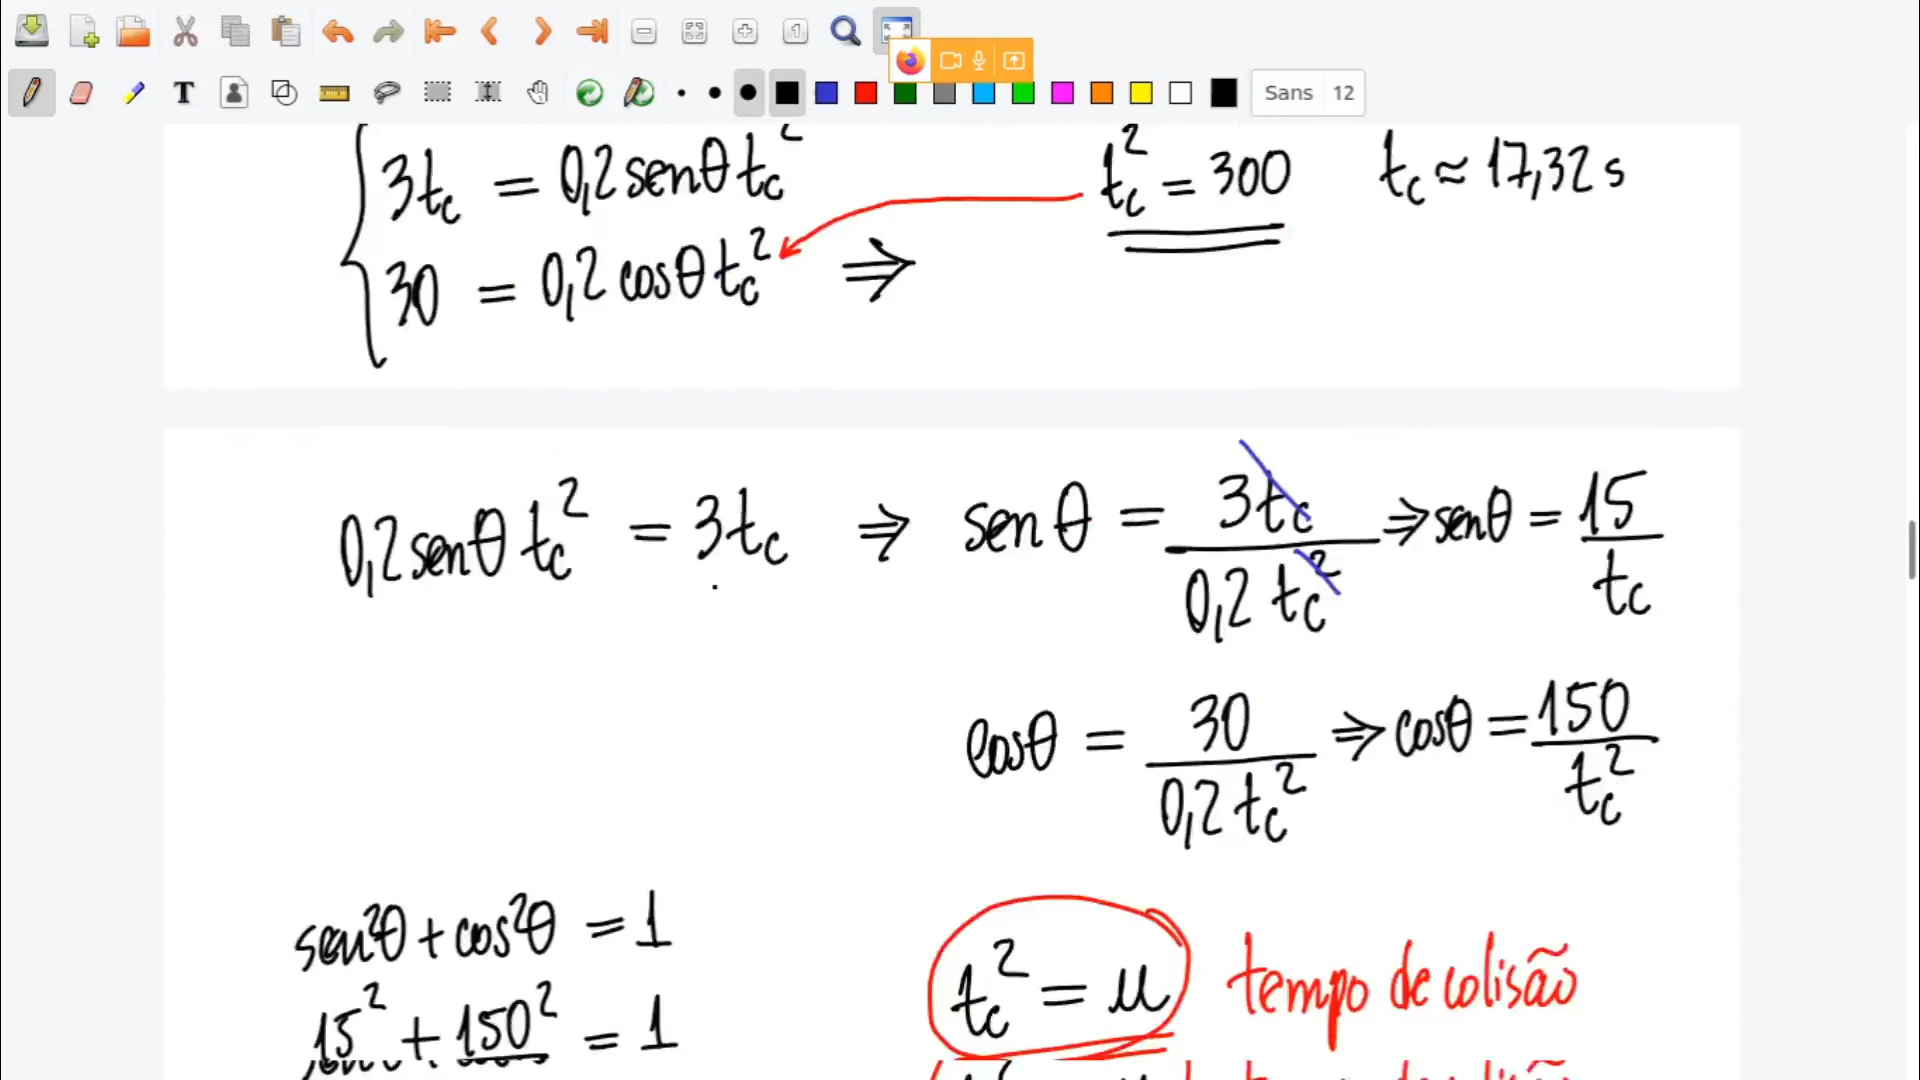 Sans 12
3tc = 0,2 senθ tc² tc² = 300 tc ≈ 17,32 s
30 = 0,2 cosθ tc² ⇒
0,2 senθ tc² = 3tc ⇒ senθ = 3tc / 0,2 tc² ⇒ senθ = 15 / tc
cosθ = 30 / 0,2 tc² ⇒ cosθ = 150 / tc²
sen²θ + cos²θ = 1
tc² = u tempo de colisão
15² + 150² = 1